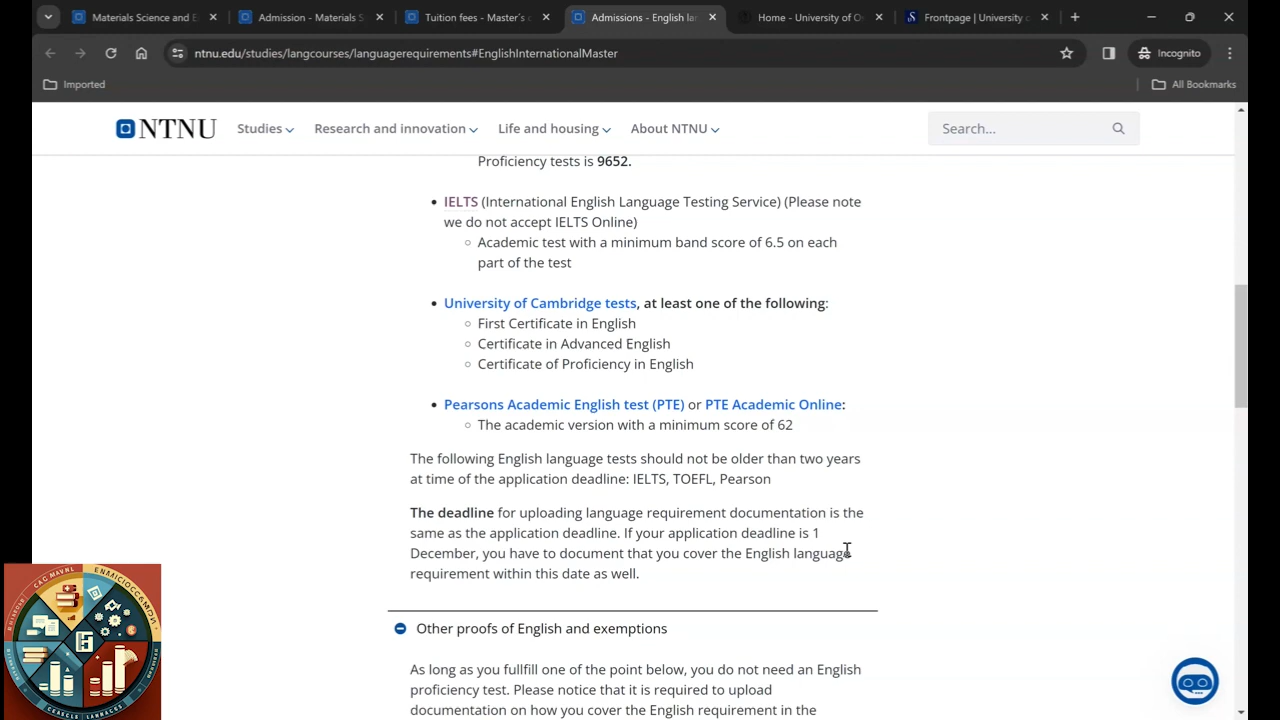 Materials Science and E
Admission - Materials S
Tuition fees - Master's c
Admissions - English lan
Home - University of O
Frontpage | University o
ntnu.edu/studies/langcourses/languagerequirements#EnglishInternationalMaster
Incognito
Imported
All Bookmarks
NTNU
Studies
Research and innovation
Life and housing
About NTNU
Search...
Proficiency tests is 9652.
• IELTS (International English Language Testing Service) (Please note
we do not accept IELTS Online)
Academic test with a minimum band score of 6.5 on each
part of the test
• University of Cambridge tests, at least one of the following:
First Certificate in English
Certificate in Advanced English
Certificate of Proficiency in English
• Pearsons Academic English test (PTE) or PTE Academic Online:
The academic version with a minimum score of 62
The following English language tests should not be older than two years
at time of the application deadline: IELTS, TOEFL, Pearson
The deadline for uploading language requirement documentation is the
same as the application deadline. If your application deadline is 1
December, you have to document that you cover the English language
requirement within this date as well.
Other proofs of English and exemptions
As long as you fullfill one of the point below, you do not need an English
proficiency test. Please notice that it is required to upload
documentation on how you cover the English requirement in the